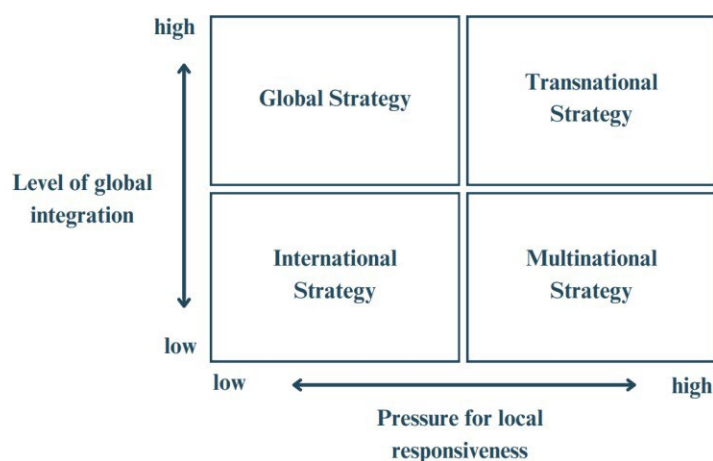 high
Global Strategy
Transnational
Strategy
Level of global
integration
International
Strategy
Multinational
Strategy
low
low
high
Pressure for local
responsiveness